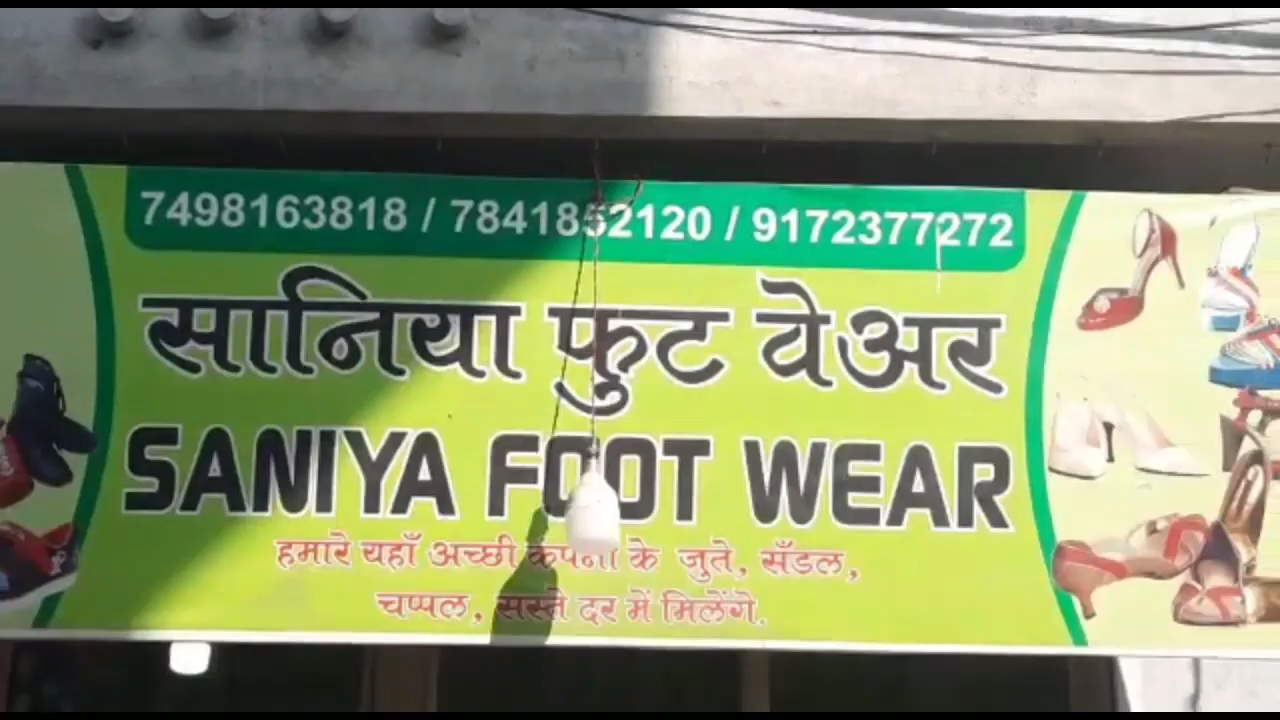 7498163818 / 7841852120 / 9172377272
सानिया फुट वेअर
SANIYA FOOT WEAR
हमारे यहाँ अच्छी कंपनी के जुते, सँडल,
चप्पल, सस्ते दर में मिलेंगे.